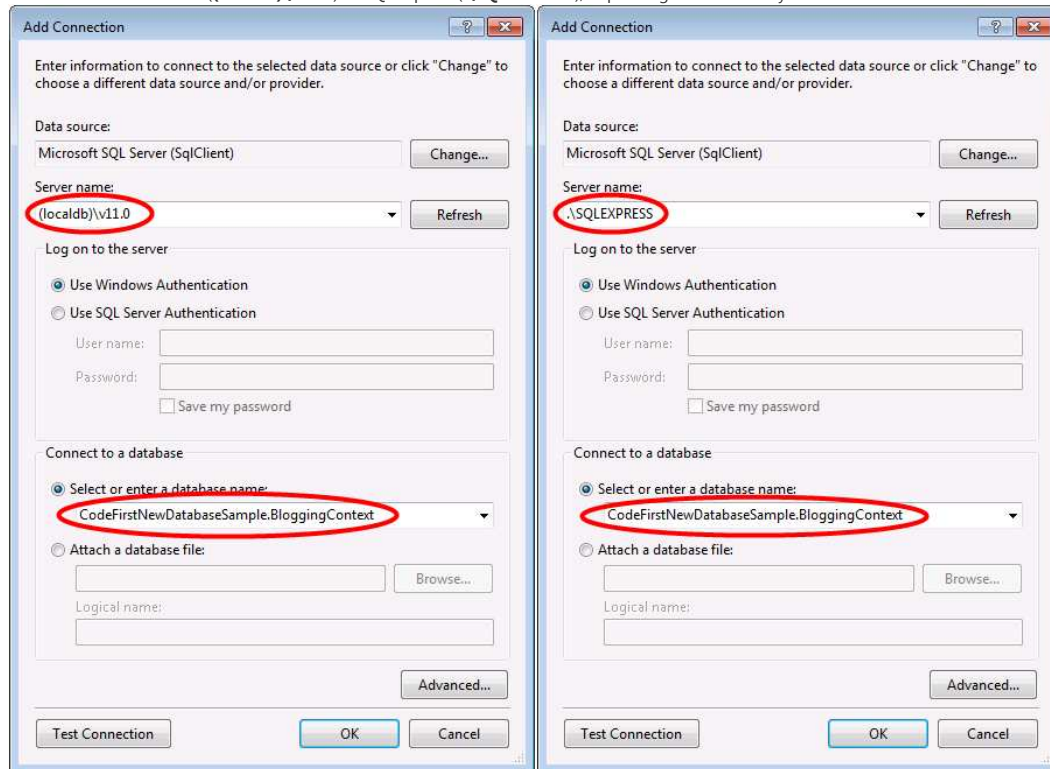 Add Connection
Enter information to connect to the selected data source or click "Change" to
choose a different data source and/or provider.
Data source:
Microsoft SQL Server (SqlClient)
Change...
Server name:
(localdb)\v11.0
Refresh
Log on to the server
Use Windows Authentication
Use SQL Server Authentication
User name:
Password:
Save my password
Connect to a database
Select or enter a database name:
CodeFirstNewDatabaseSample.BloggingContext
Attach a database file:
Browse...
Logical name:
Advanced...
Test Connection
OK
Cancel
Add Connection
Enter information to connect to the selected data source or click "Change" to
choose a different data source and/or provider.
Data source:
Microsoft SQL Server (SqlClient)
Change...
Server name:
.\SQLEXPRESS
Refresh
Log on to the server
Use Windows Authentication
Use SQL Server Authentication
User name:
Password:
Save my password
Connect to a database
Select or enter a database name:
CodeFirstNewDatabaseSample.BloggingContext
Attach a database file:
Browse...
Logical name:
Advanced...
Test Connection
OK
Cancel